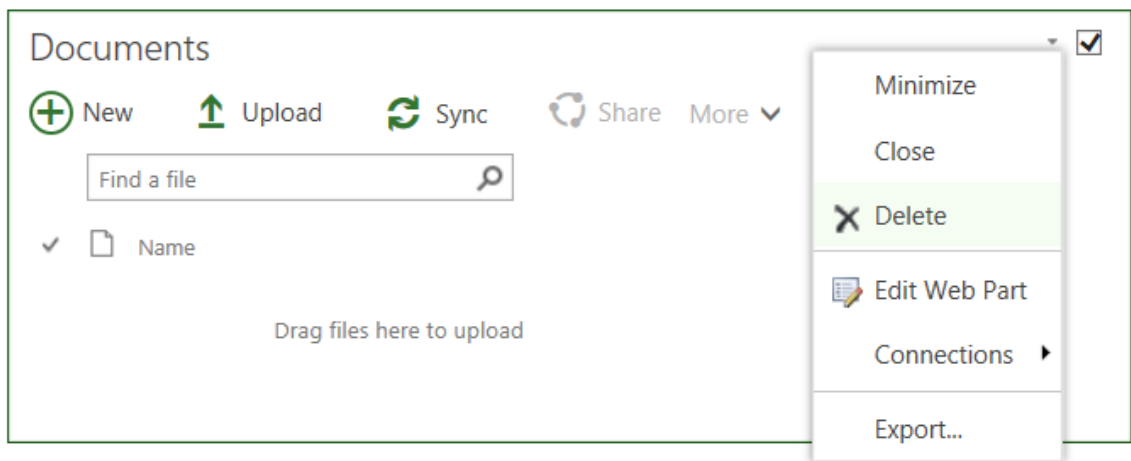 Documents
New Upload Sync Share More
Find a file
Name
Drag files here to upload
Minimize
Close
Delete
Edit Web Part
Connections
Export...